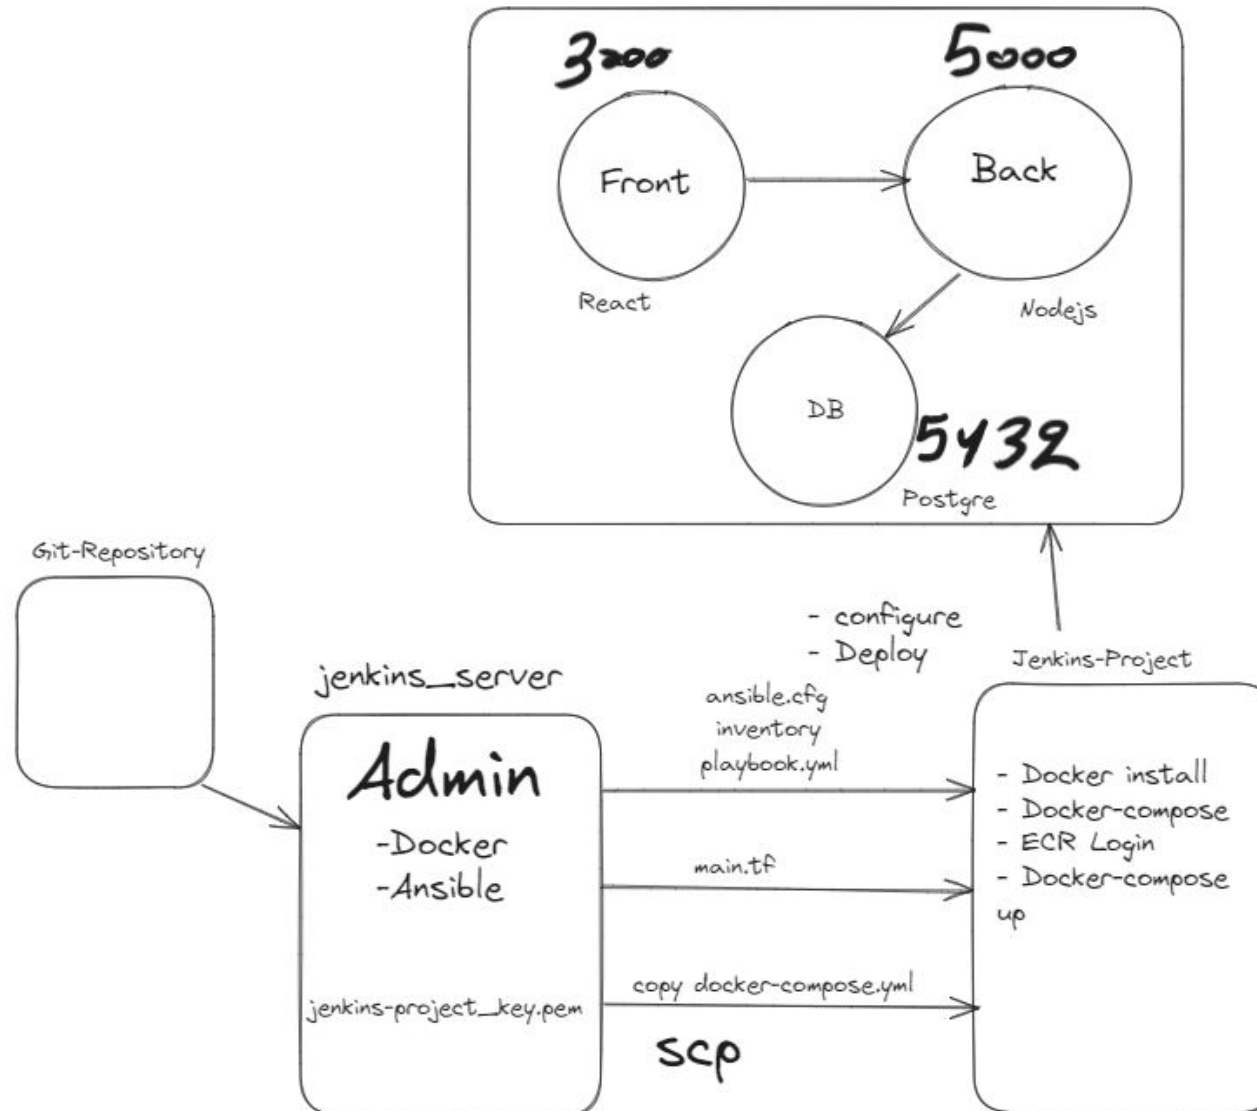 3000
5000
Front
Back
React
Nodejs
DB
5432
Postgre
Git-Repository
- configure
- Deploy
Jenkins-Project
jenkins_server
ansible.cfg
inventory
playbook.yml
Admin
-Docker
-Ansible
- Docker install
- Docker-compose
- ECR Login
- Docker-compose
up
main.tf
copy docker-compose.yml
jenkins-project_key.pem
scp